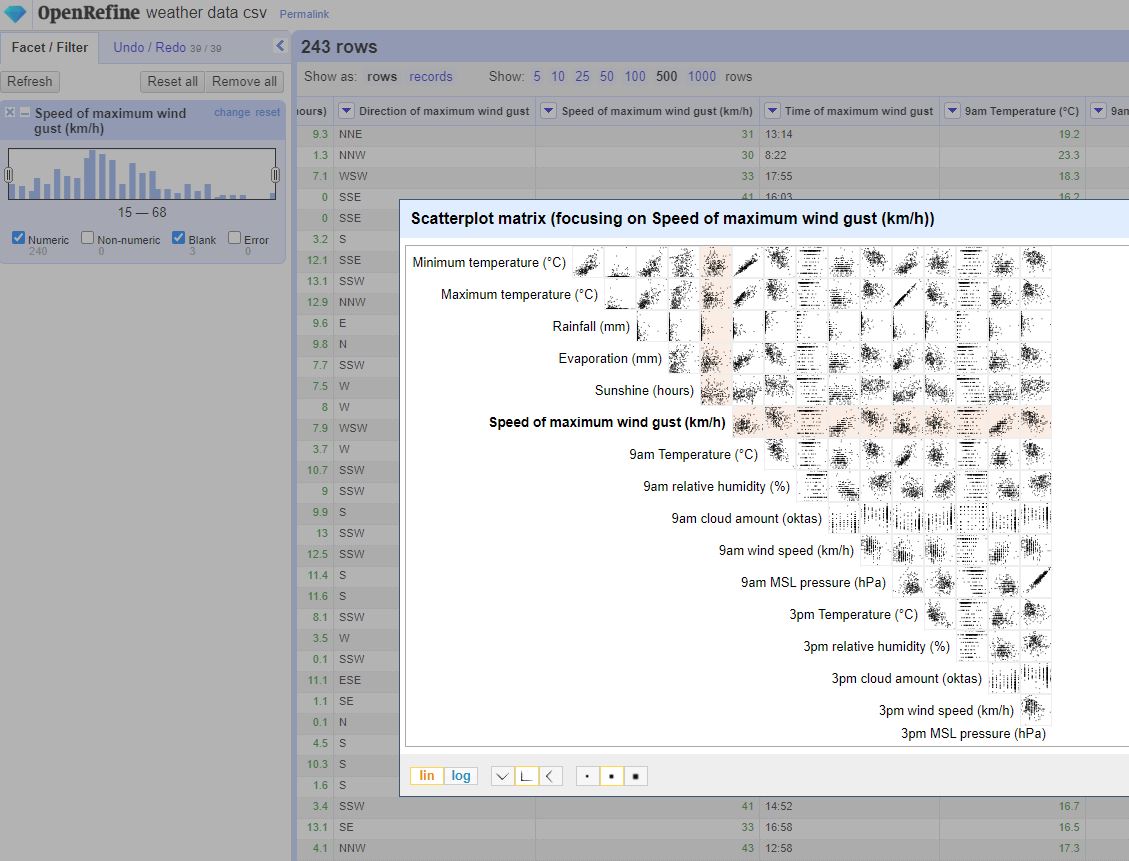 OpenRefine weather data csv Permalink
Facet / Filter Undo / Redo 39 / 39
243 rows
Refresh Reset all Remove all
Show as: rows records Show: 5 10 25 50 100 500 1000 rows
Speed of maximum wind gust (km/h) change reset
15 — 68
Numeric Non-numeric Blank Error
240 0 3 0
hours) Direction of maximum wind gust Speed of maximum wind gust (km/h) Time of maximum wind gust 9am Temperature (°C) 9am
9.3 NNE 31 13:14 19.2
1.3 NNW 30 8:22 23.3
7.1 WSW 33 17:55 18.3
0 SSE 41 16:03 16.2
0 SSE
3.2 S
12.1 SSE
13.1 SSW
12.9 NNW
9.6 E
9.8 N
7.7 SSW
7.5 W
8 W
7.9 WSW
3.7 W
10.7 SSW
9 SSW
9.9 S
13 SSW
12.5 SSW
11.4 S
11.6 S
8.1 SSW
3.5 W
0.1 SSW
11.1 ESE
1.1 SE
0.1 N
4.5 S
10.3 S
1.6 S
3.4 SSW 41 14:52 16.7
13.1 SE 33 16:58 16.5
4.1 NNW 43 12:58 17.3
Scatterplot matrix (focusing on Speed of maximum wind gust (km/h))
Minimum temperature (°C)
Maximum temperature (°C)
Rainfall (mm)
Evaporation (mm)
Sunshine (hours)
Speed of maximum wind gust (km/h)
9am Temperature (°C)
9am relative humidity (%)
9am cloud amount (oktas)
9am wind speed (km/h)
9am MSL pressure (hPa)
3pm Temperature (°C)
3pm relative humidity (%)
3pm cloud amount (oktas)
3pm wind speed (km/h)
3pm MSL pressure (hPa)
lin log